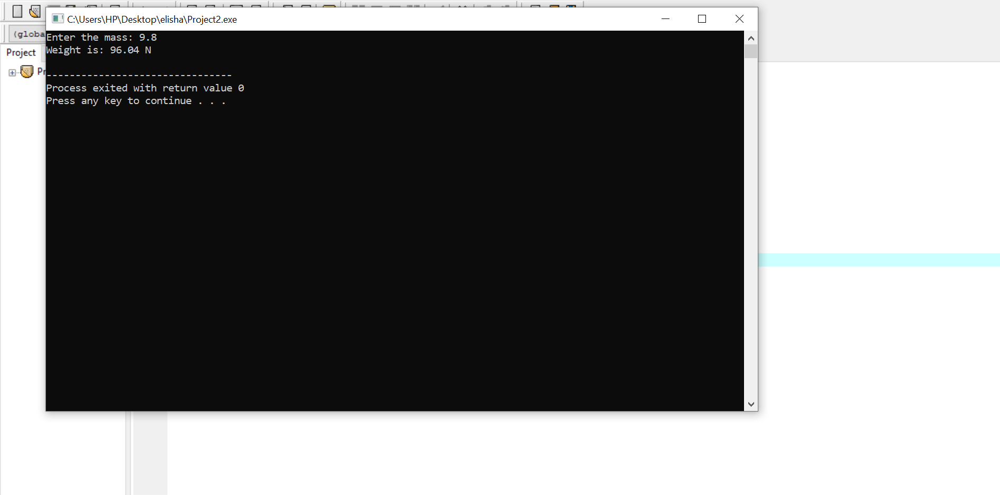 C:\Users\HP\Desktop\elisha\Project2.exe
(globa
Project
Pr
Enter the mass: 9.8
Weight is: 96.04 N
--------------------------------
Process exited with return value 0
Press any key to continue . . .